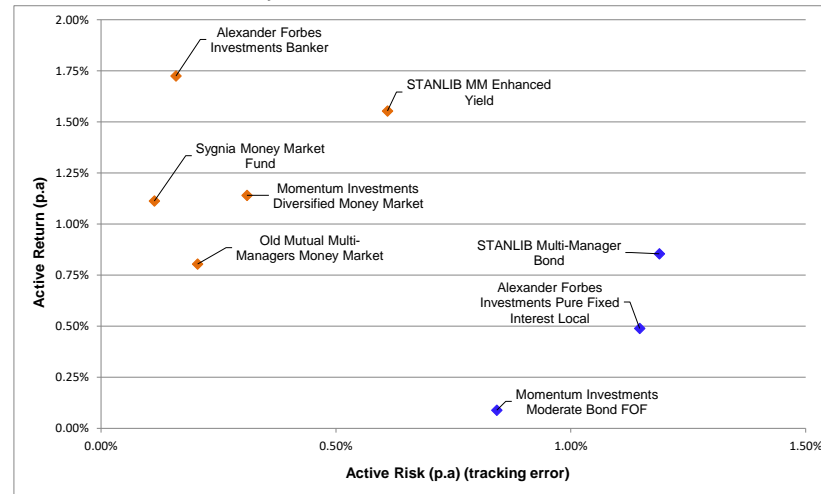 2.00%
1.75%
1.50%
1.25%
1.00%
0.75%
0.50%
0.25%
0.00%
Active Return (p.a)
Alexander Forbes
Investments Banker
STANLIB MM Enhanced
Yield
Sygnia Money Market
Fund
Momentum Investments
Diversified Money Market
Old Mutual Multi-
Managers Money Market
STANLIB Multi-Manager
Bond
Alexander Forbes
Investments Pure Fixed
Interest Local
Momentum Investments
Moderate Bond FOF
0.00%
0.50%
1.00%
1.50%
Active Risk (p.a) (tracking error)